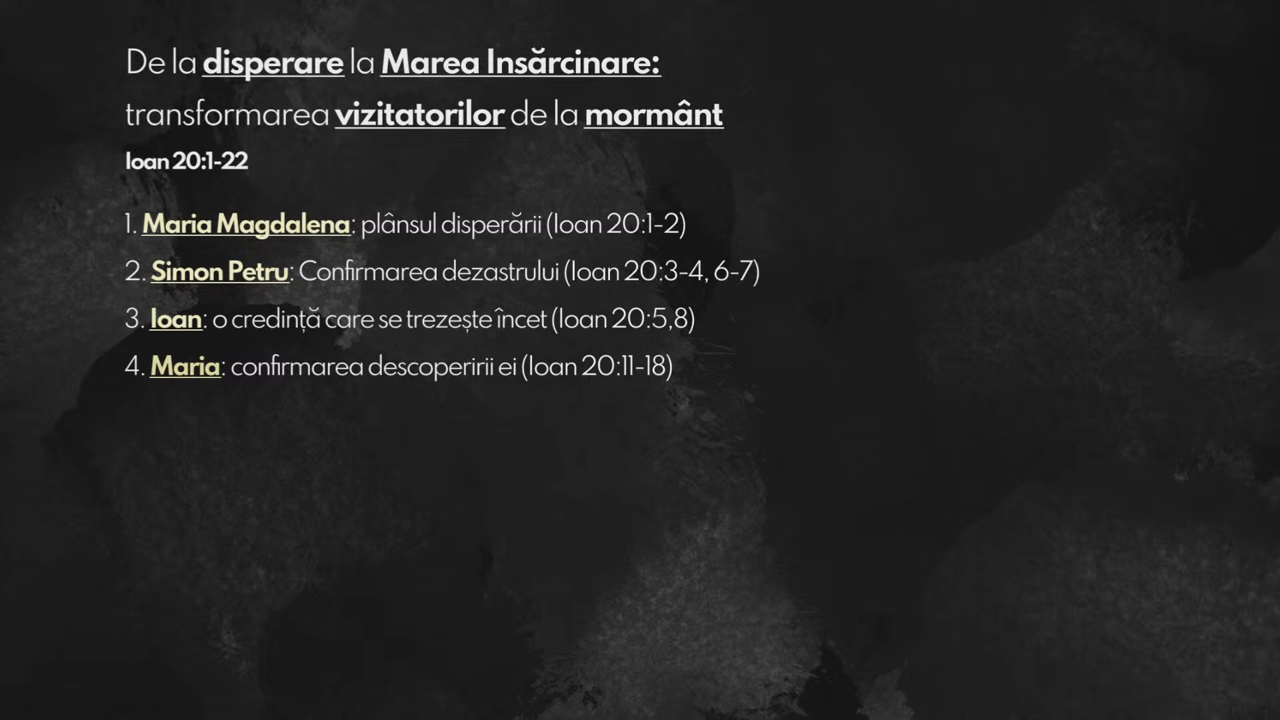 De la disperare la Marea Insărcinare:
transformarea vizitatorilor de la mormânt
Ioan 20:1-22
1. Maria Magdalena: plânsul disperării (Ioan 20:1-2)
2. Simon Petru: Confirmarea dezastrului (Ioan 20:3-4, 6-7)
3. Ioan: o credință care se trezește încet (Ioan 20:5,8)
4. Maria: confirmarea descoperirii ei (Ioan 20:11-18)